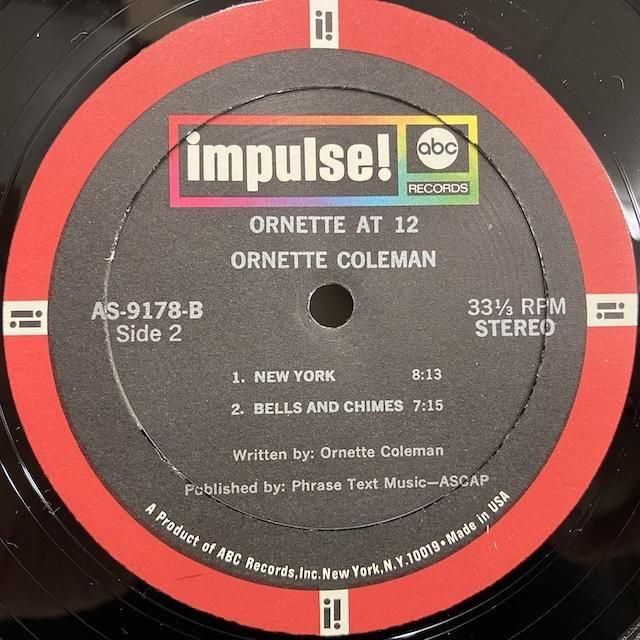 i!
impulse!
abc
RECORDS
ORNETTE AT 12
ORNETTE COLEMAN
AS-9178-B
Side 2
33⅓ RPM
STEREO
i!
i!
1. NEW YORK 8:13
2. BELLS AND CHIMES 7:15
Written by: Ornette Coleman
Published by: Phrase Text Music—ASCAP
A Product of ABC Records, Inc. New York, N.Y. 10019 • Made in USA
i!